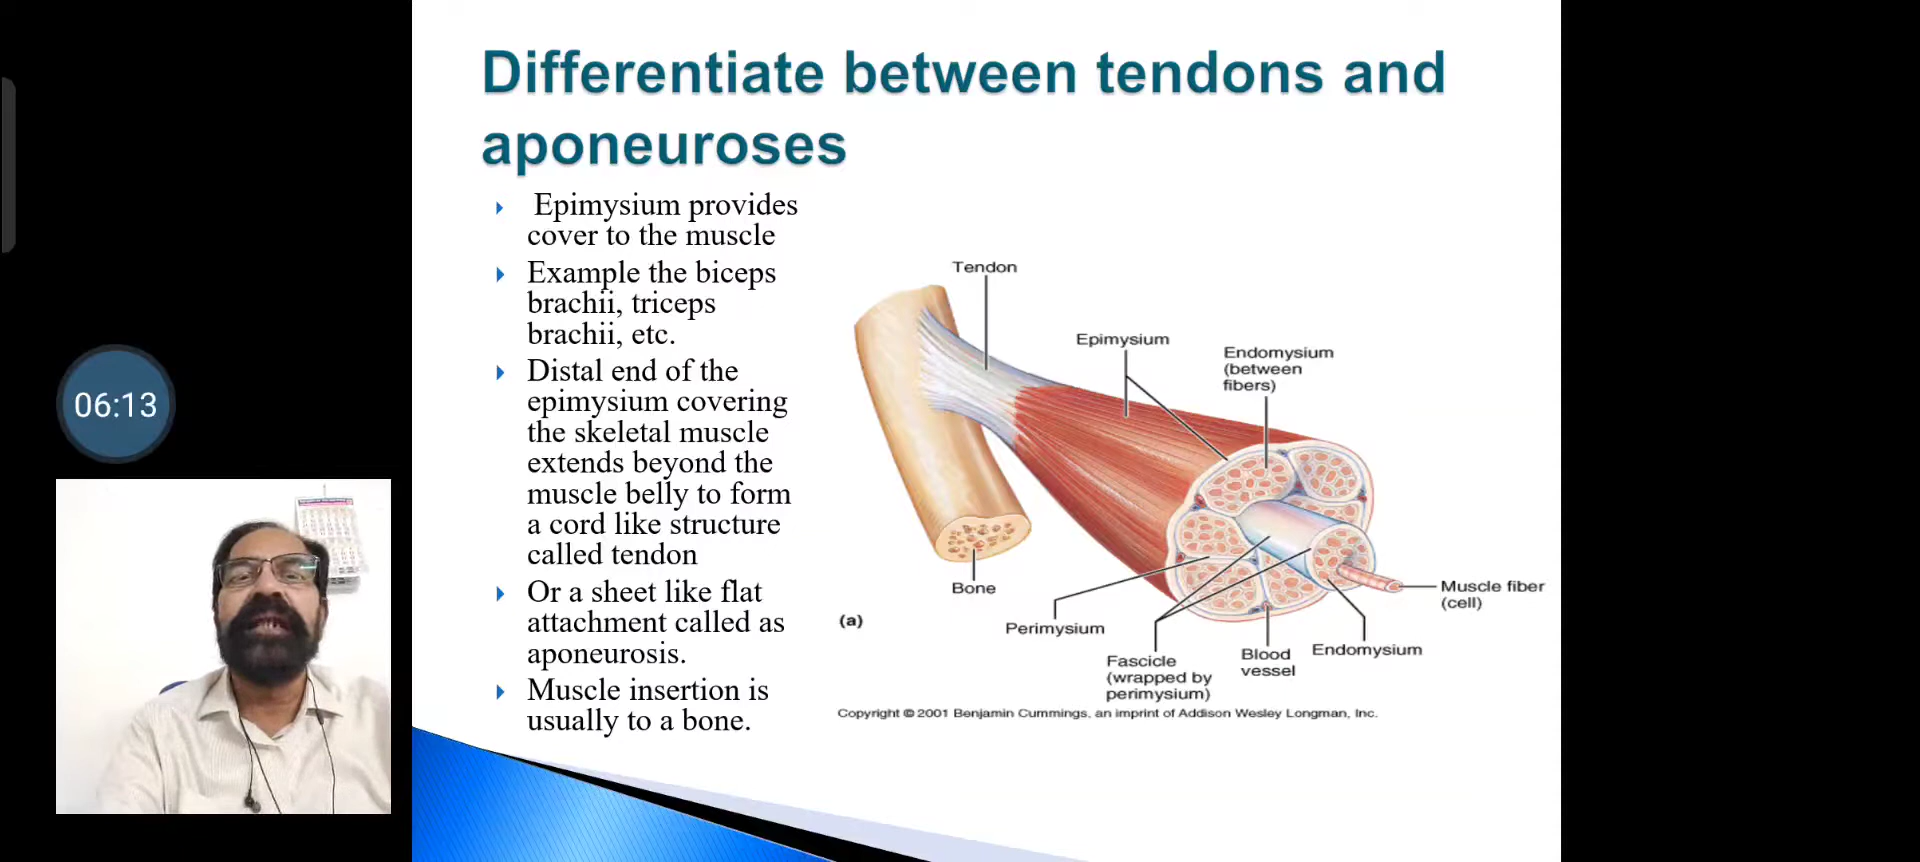 Differentiate between tendons and
aponeuroses
Epimysium provides
cover to the muscle
Example the biceps
brachii, triceps
brachii, etc.
Distal end of the
epimysium covering
the skeletal muscle
extends beyond the
muscle belly to form
a cord like structure
called tendon
Or a sheet like flat
attachment called as
aponeurosis.
Muscle insertion is
usually to a bone.
06:13
Tendon
Epimysium
Endomysium
(between
fibers)
Bone
Muscle fiber
(cell)
(a)
Perimysium
Fascicle
(wrapped by
perimysium)
Blood
vessel
Endomysium
Copyright © 2001 Benjamin Cummings, an imprint of Addison Wesley Longman, Inc.